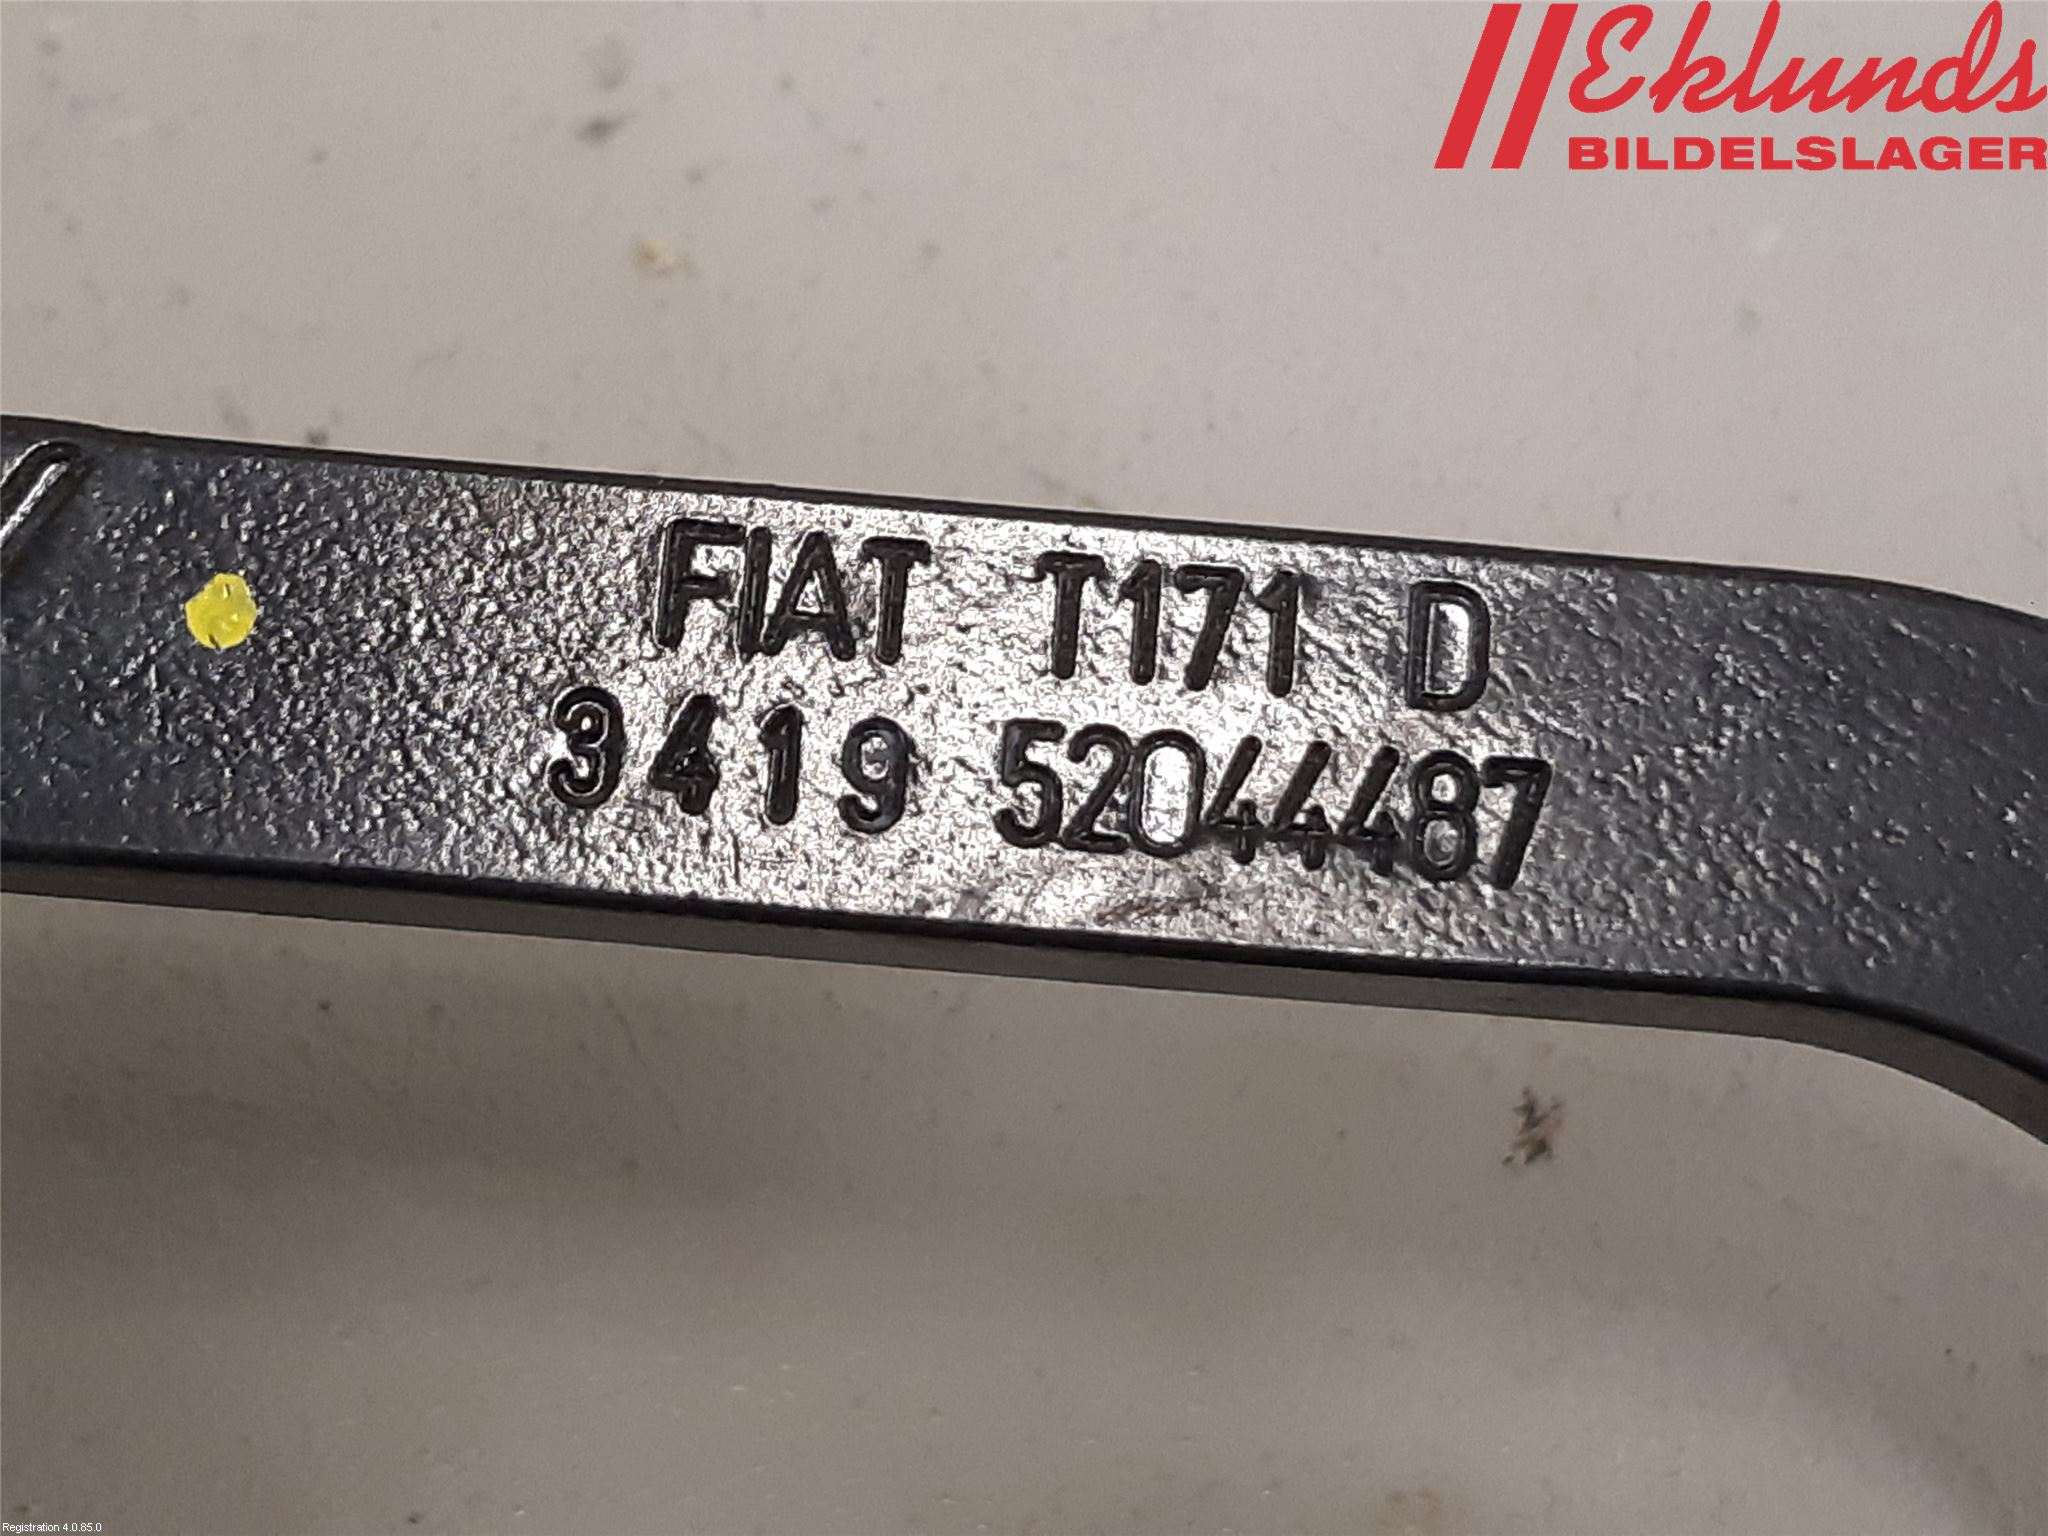 Eklunds
BILDELSLAGER
FIAT T171 D
3419 52044487
Registration 4.0.85.0